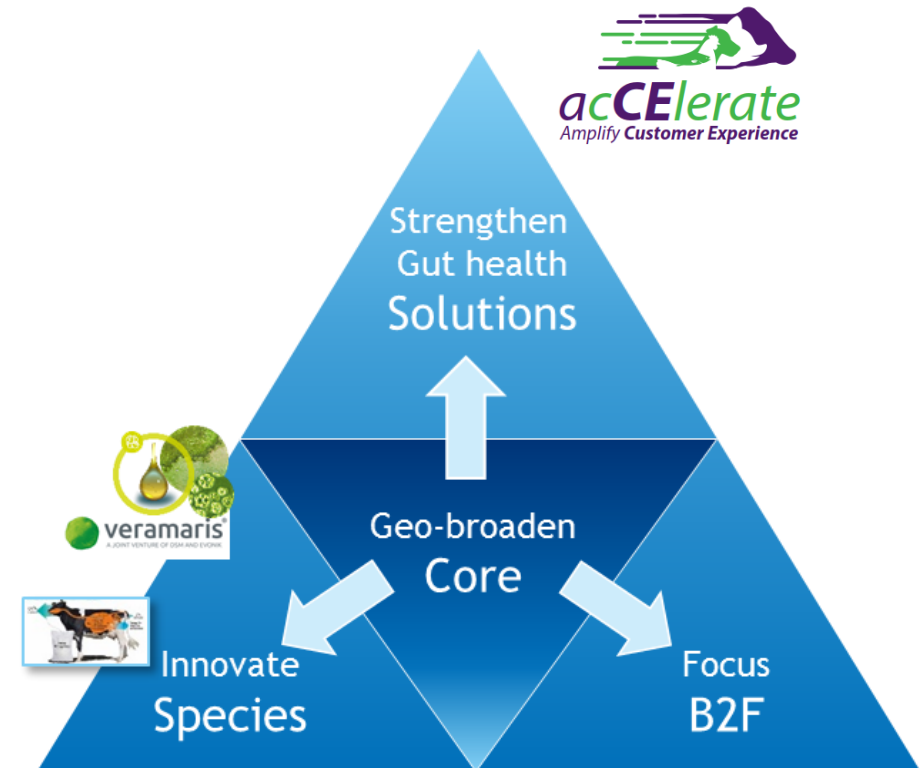 acCElerate
Amplify Customer Experience
Strengthen
Gut health
Solutions
veramaris®
A JOINT VENTURE OF DSM AND EVONIK
Geo-broaden
Core
Innovate
Species
Focus
B2F